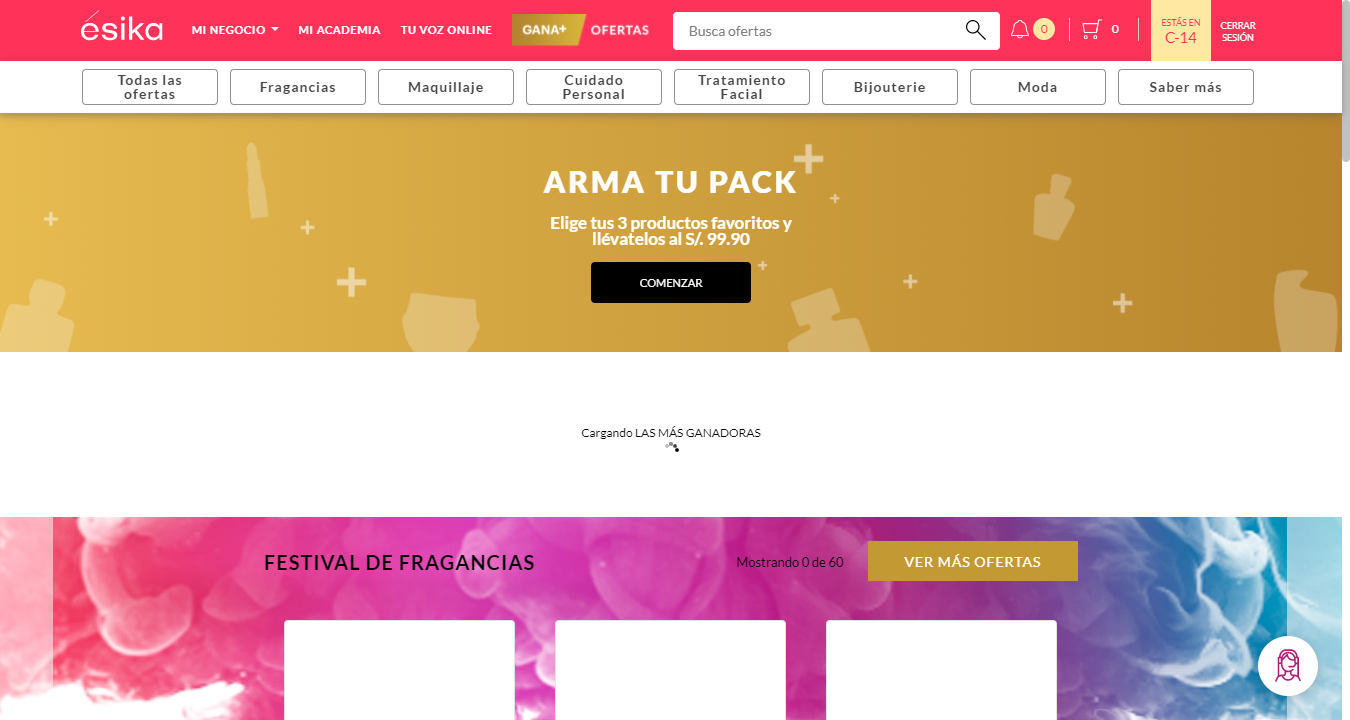 ésika
MI NEGOCIO
MI ACADEMIA
TU VOZ ONLINE
GANA+ OFERTAS
Busca ofertas
0
0
ESTÁS EN
C-14
CERRAR
SESIÓN
Todas las
ofertas
Fragancias
Maquillaje
Cuidado
Personal
Tratamiento
Facial
Bijouterie
Moda
Saber más
ARMA TU PACK
Elige tus 3 productos favoritos y
llévatelos al S/. 99.90
COMENZAR
Cargando LAS MÁS GANADORAS
FESTIVAL DE FRAGANCIAS
Mostrando 0 de 60
VER MÁS OFERTAS